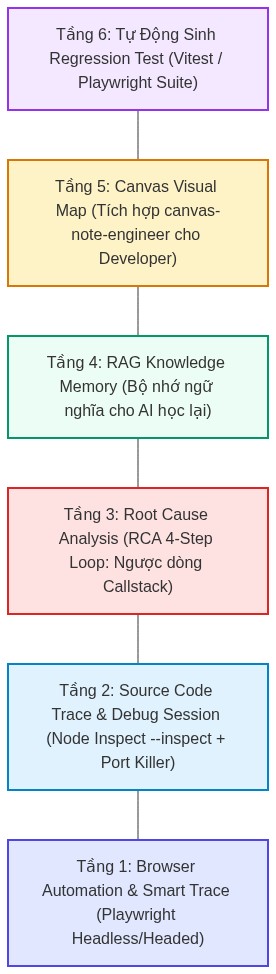 Tầng 6: Tự Động Sinh
Regression Test (Vitest /
Playwright Suite)
Tầng 5: Canvas Visual
Map (Tích hợp canvas-
note-engineer cho
Developer)
Tầng 4: RAG Knowledge
Memory (Bộ nhớ ngữ
nghĩa cho AI học lại)
Tầng 3: Root Cause
Analysis (RCA 4-Step
Loop: Ngược dòng
Callstack)
Tầng 2: Source Code
Trace & Debug Session
(Node Inspect --inspect +
Port Killer)
Tầng 1: Browser
Automation & Smart Trace
(Playwright
Headless/Headed)